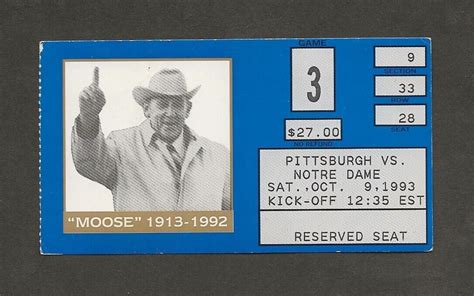 "MOOSE" 1913-1992
GAME
3
$27.00
NO REFUND
9
SECTION
33
ROW
28
SEAT
PITTSBURGH VS.
NOTRE DAME
SAT.,OCT. 9,1993
KICK-OFF 12:35 EST
RESERVED SEAT